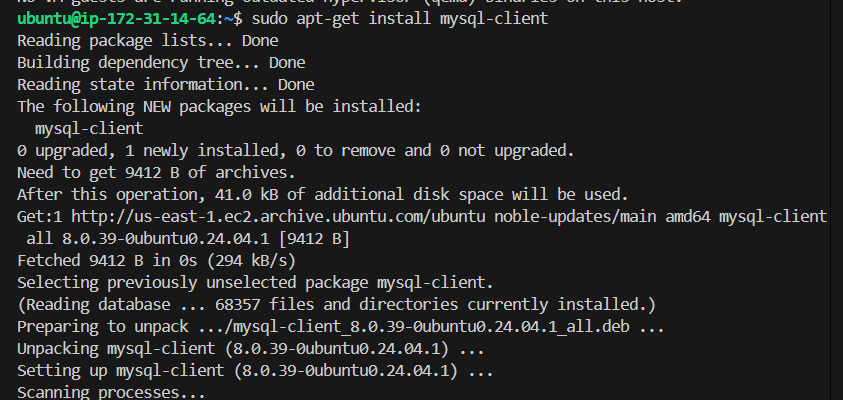 No VM guests are running outdated hypervisor (qemu) binaries on this host.
ubuntu@ip-172-31-14-64:~$ sudo apt-get install mysql-client
Reading package lists... Done
Building dependency tree... Done
Reading state information... Done
The following NEW packages will be installed:
  mysql-client
0 upgraded, 1 newly installed, 0 to remove and 0 not upgraded.
Need to get 9412 B of archives.
After this operation, 41.0 kB of additional disk space will be used.
Get:1 http://us-east-1.ec2.archive.ubuntu.com/ubuntu noble-updates/main amd64 mysql-client
 all 8.0.39-0ubuntu0.24.04.1 [9412 B]
Fetched 9412 B in 0s (294 kB/s)
Selecting previously unselected package mysql-client.
(Reading database ... 68357 files and directories currently installed.)
Preparing to unpack .../mysql-client_8.0.39-0ubuntu0.24.04.1_all.deb ...
Unpacking mysql-client (8.0.39-0ubuntu0.24.04.1) ...
Setting up mysql-client (8.0.39-0ubuntu0.24.04.1) ...
Scanning processes...